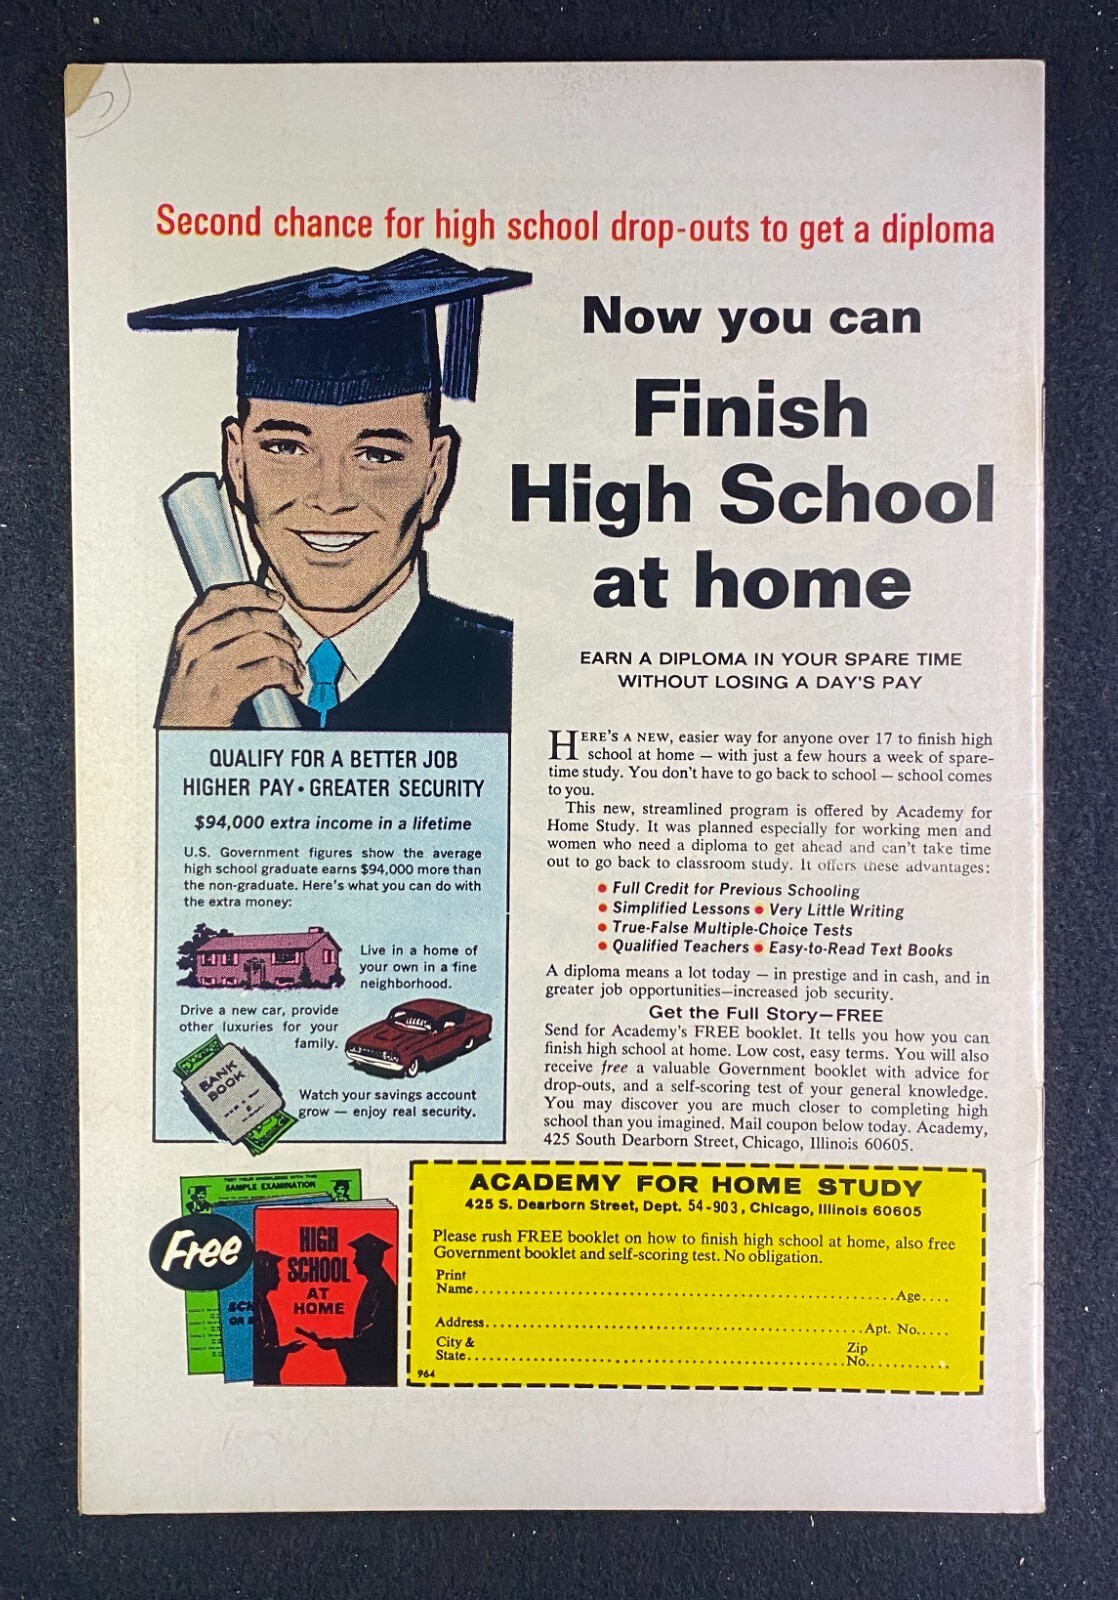 Second chance for high school drop-outs to get a diploma
Now you can
Finish
High School
at home
EARN A DIPLOMA IN YOUR SPARE TIME
WITHOUT LOSING A DAY'S PAY
HERE'S A NEW, easier way for anyone over 17 to finish high
school at home — with just a few hours a week of spare-
time study. You don't have to go back to school — school comes
to you.
This new, streamlined program is offered by Academy for
Home Study. It was planned especially for working men and
women who need a diploma to get ahead and can't take time
out to go back to classroom study. It offers these advantages:
• Full Credit for Previous Schooling
• Simplified Lessons • Very Little Writing
• True-False Multiple-Choice Tests
• Qualified Teachers • Easy-to-Read Text Books
A diploma means a lot today — in prestige and in cash, and in
greater job opportunities—increased job security.
Get the Full Story—FREE
Send for Academy's FREE booklet. It tells you how you can
finish high school at home. Low cost, easy terms. You will also
receive free a valuable Government booklet with advice for
drop-outs, and a self-scoring test of your general knowledge.
You may discover you are much closer to completing high
school than you imagined. Mail coupon below today. Academy,
425 South Dearborn Street, Chicago, Illinois 60605.
QUALIFY FOR A BETTER JOB
HIGHER PAY • GREATER SECURITY
$94,000 extra income in a lifetime
U.S. Government figures show the average
high school graduate earns $94,000 more than
the non-graduate. Here's what you can do with
the extra money:
Live in a home of
your own in a fine
neighborhood.
Drive a new car, provide
other luxuries for your
family.
BANK
BOOK
Watch your savings account
grow — enjoy real security.
TEST YOUR KNOWLEDGE WITH THIS
SAMPLE EXAMINATION
Free
HIGH
SCHOOL
AT
HOME
ACADEMY FOR HOME STUDY
425 S. Dearborn Street, Dept. 54-903, Chicago, Illinois 60605
Please rush FREE booklet on how to finish high school at home, also free
Government booklet and self-scoring test. No obligation.
Print
Name..........Age....
Address..........Apt. No.....
City & Zip
State..........No..........
964